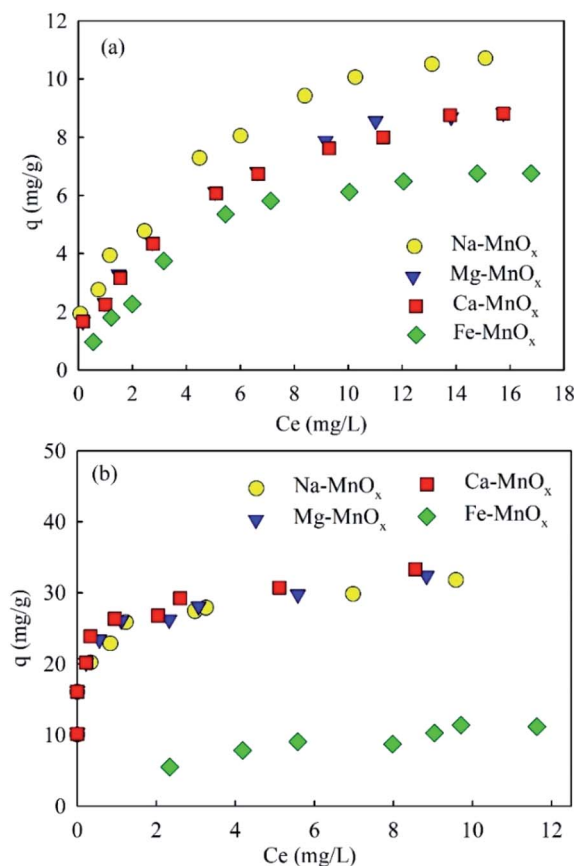 (a)
12
10
8
6
4
2
0
q (mg/g)
Na-MnOx
Mg-MnOx
Ca-MnOx
Fe-MnOx
0 2 4 6 8 10 12 14 16 18
Ce (mg/L)
(b)
50
40
30
20
10
0
q (mg/g)
Na-MnOx
Mg-MnOx
Ca-MnOx
Fe-MnOx
0 2 4 6 8 10 12
Ce (mg/L)